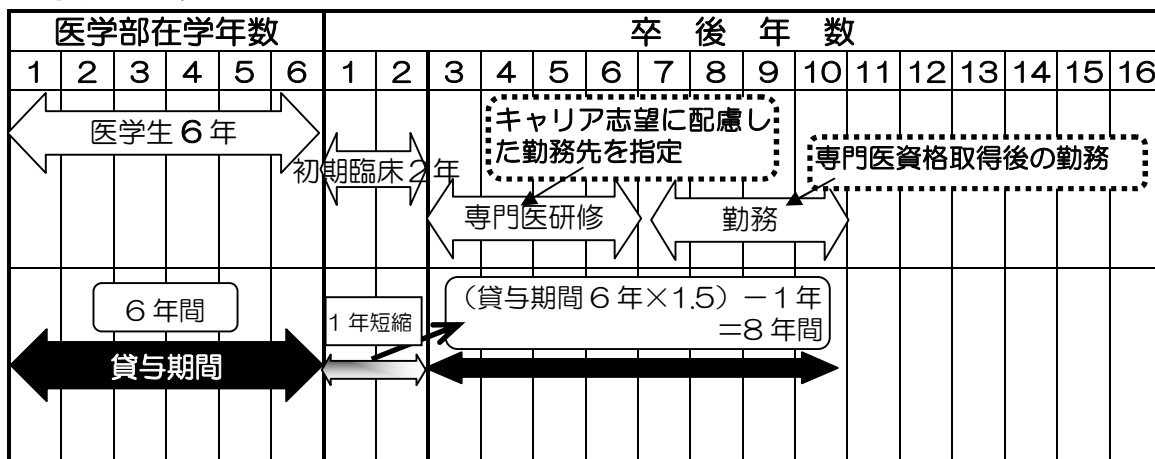 医学部在学年数
卒後年数
1 2 3 4 5 6 1 2 3 4 5 6 7 8 9 10 11 12 13 14 15 16
医学生6年
初期臨床2年
キャリア志望に配慮し
た勤務先を指定
専門医資格取得後の勤務
専門医研修
勤務
6年間
1年短縮
（貸与期間6年×1.5）－1年
＝8年間
貸与期間